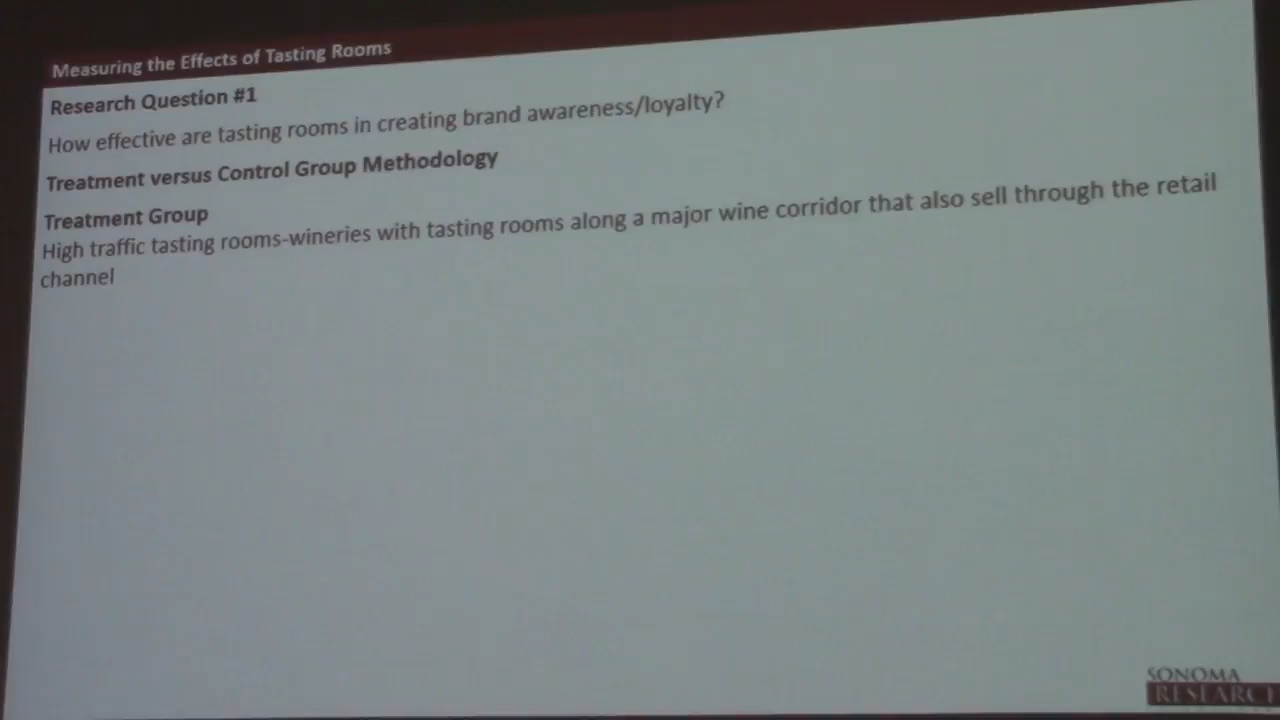 Measuring the Effects of Tasting Rooms
Research Question #1
How effective are tasting rooms in creating brand awareness/loyalty?
Treatment versus Control Group Methodology
Treatment Group
High traffic tasting rooms-wineries with tasting rooms along a major wine corridor that also sell through the retail
channel
SONOMA
RESEARCH